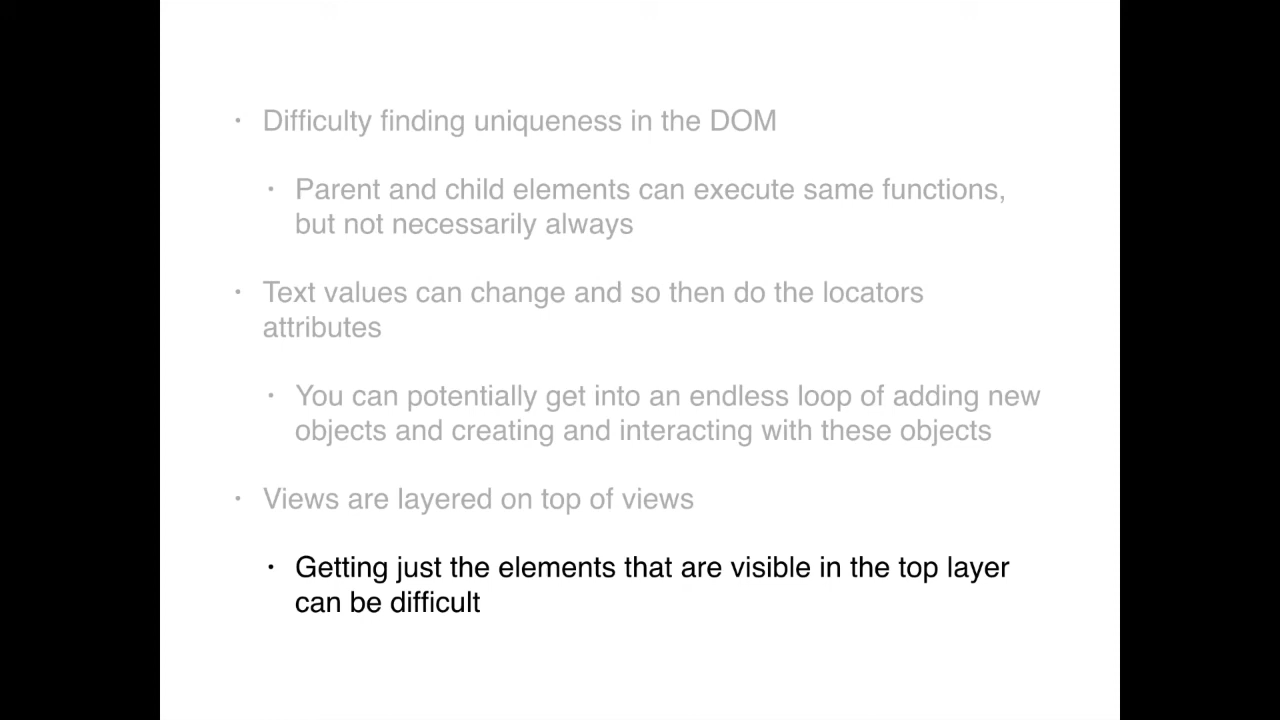 • Difficulty finding uniqueness in the DOM
• Parent and child elements can execute same functions,
but not necessarily always
• Text values can change and so then do the locators
attributes
• You can potentially get into an endless loop of adding new
objects and creating and interacting with these objects
• Views are layered on top of views
• Getting just the elements that are visible in the top layer
can be difficult